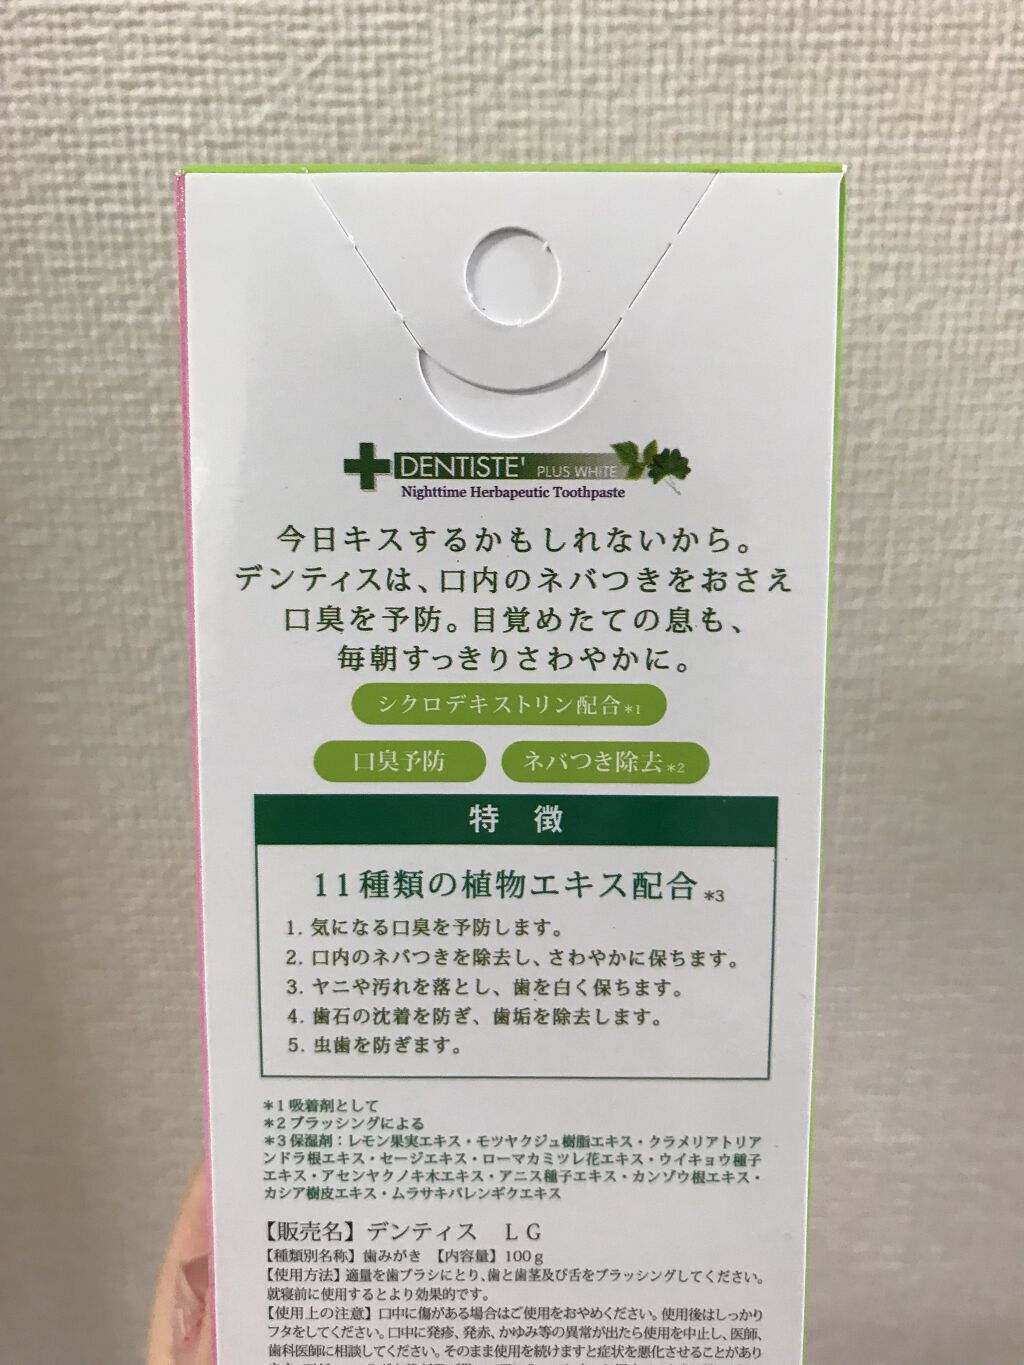 DENTISTE' PLUS WHITE
Nighttime Herbapeutic Toothpaste
今日キスするかもしれないから。
デンティスは、口内のネバつきをおさえ
口臭を予防。目覚めたての息も、
毎朝すっきりさわやかに。
シクロデキストリン配合*1
口臭予防 ネバつき除去*2
特 徴
11種類の植物エキス配合*3
1. 気になる口臭を予防します。
2. 口内のネバつきを除去し、さわやかに保ちます。
3. ヤニや汚れを落とし、歯を白く保ちます。
4. 歯石の沈着を防ぎ、歯垢を除去します。
5. 虫歯を防ぎます。
*1 吸着剤として
*2 ブラッシングによる
*3 保湿剤：レモン果実エキス・モツヤクジュ樹脂エキス・クラメリアトリア
ンドラ根エキス・セージエキス・ローマカミツレ花エキス・ウイキョウ種子
エキス・アセンヤクノキ木エキス・アニス種子エキス・カンゾウ根エキス・
カシア樹皮エキス・ムラサキバレンギクエキス
【販売名】デンティス LG
【種類別名称】歯みがき 【内容量】100g
【使用方法】適量を歯ブラシにとり、歯と歯茎及び舌をブラッシングしてください。
就寝前に使用するとより効果的です。
【使用上の注意】口中に傷がある場合はご使用をおやめください。使用後はしっかり
フタをしてください。口中に発疹、発赤、かゆみ等の異常が出たら使用を中止し、医師、
歯科医師に相談してください。そのまま使用を続けますと症状を悪化させることがあり